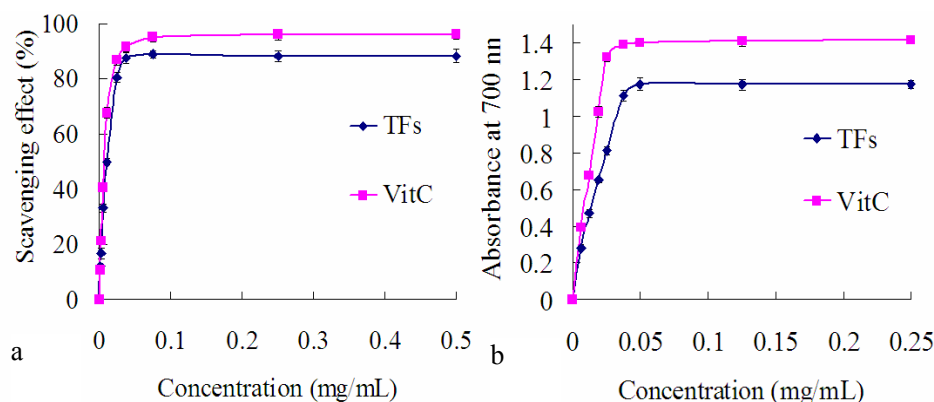 Scavenging effect (%)
100
80
60
40
20
0
TFs
VitC
0 0.1 0.2 0.3 0.4 0.5
Concentration (mg/mL)
a
Absorbance at 700 nn
1.4
1.2
1
0.8
0.6
0.4
0.2
0
TFs
VitC
0 0.05 0.1 0.15 0.2 0.25
Concentration (mg/mL)
b